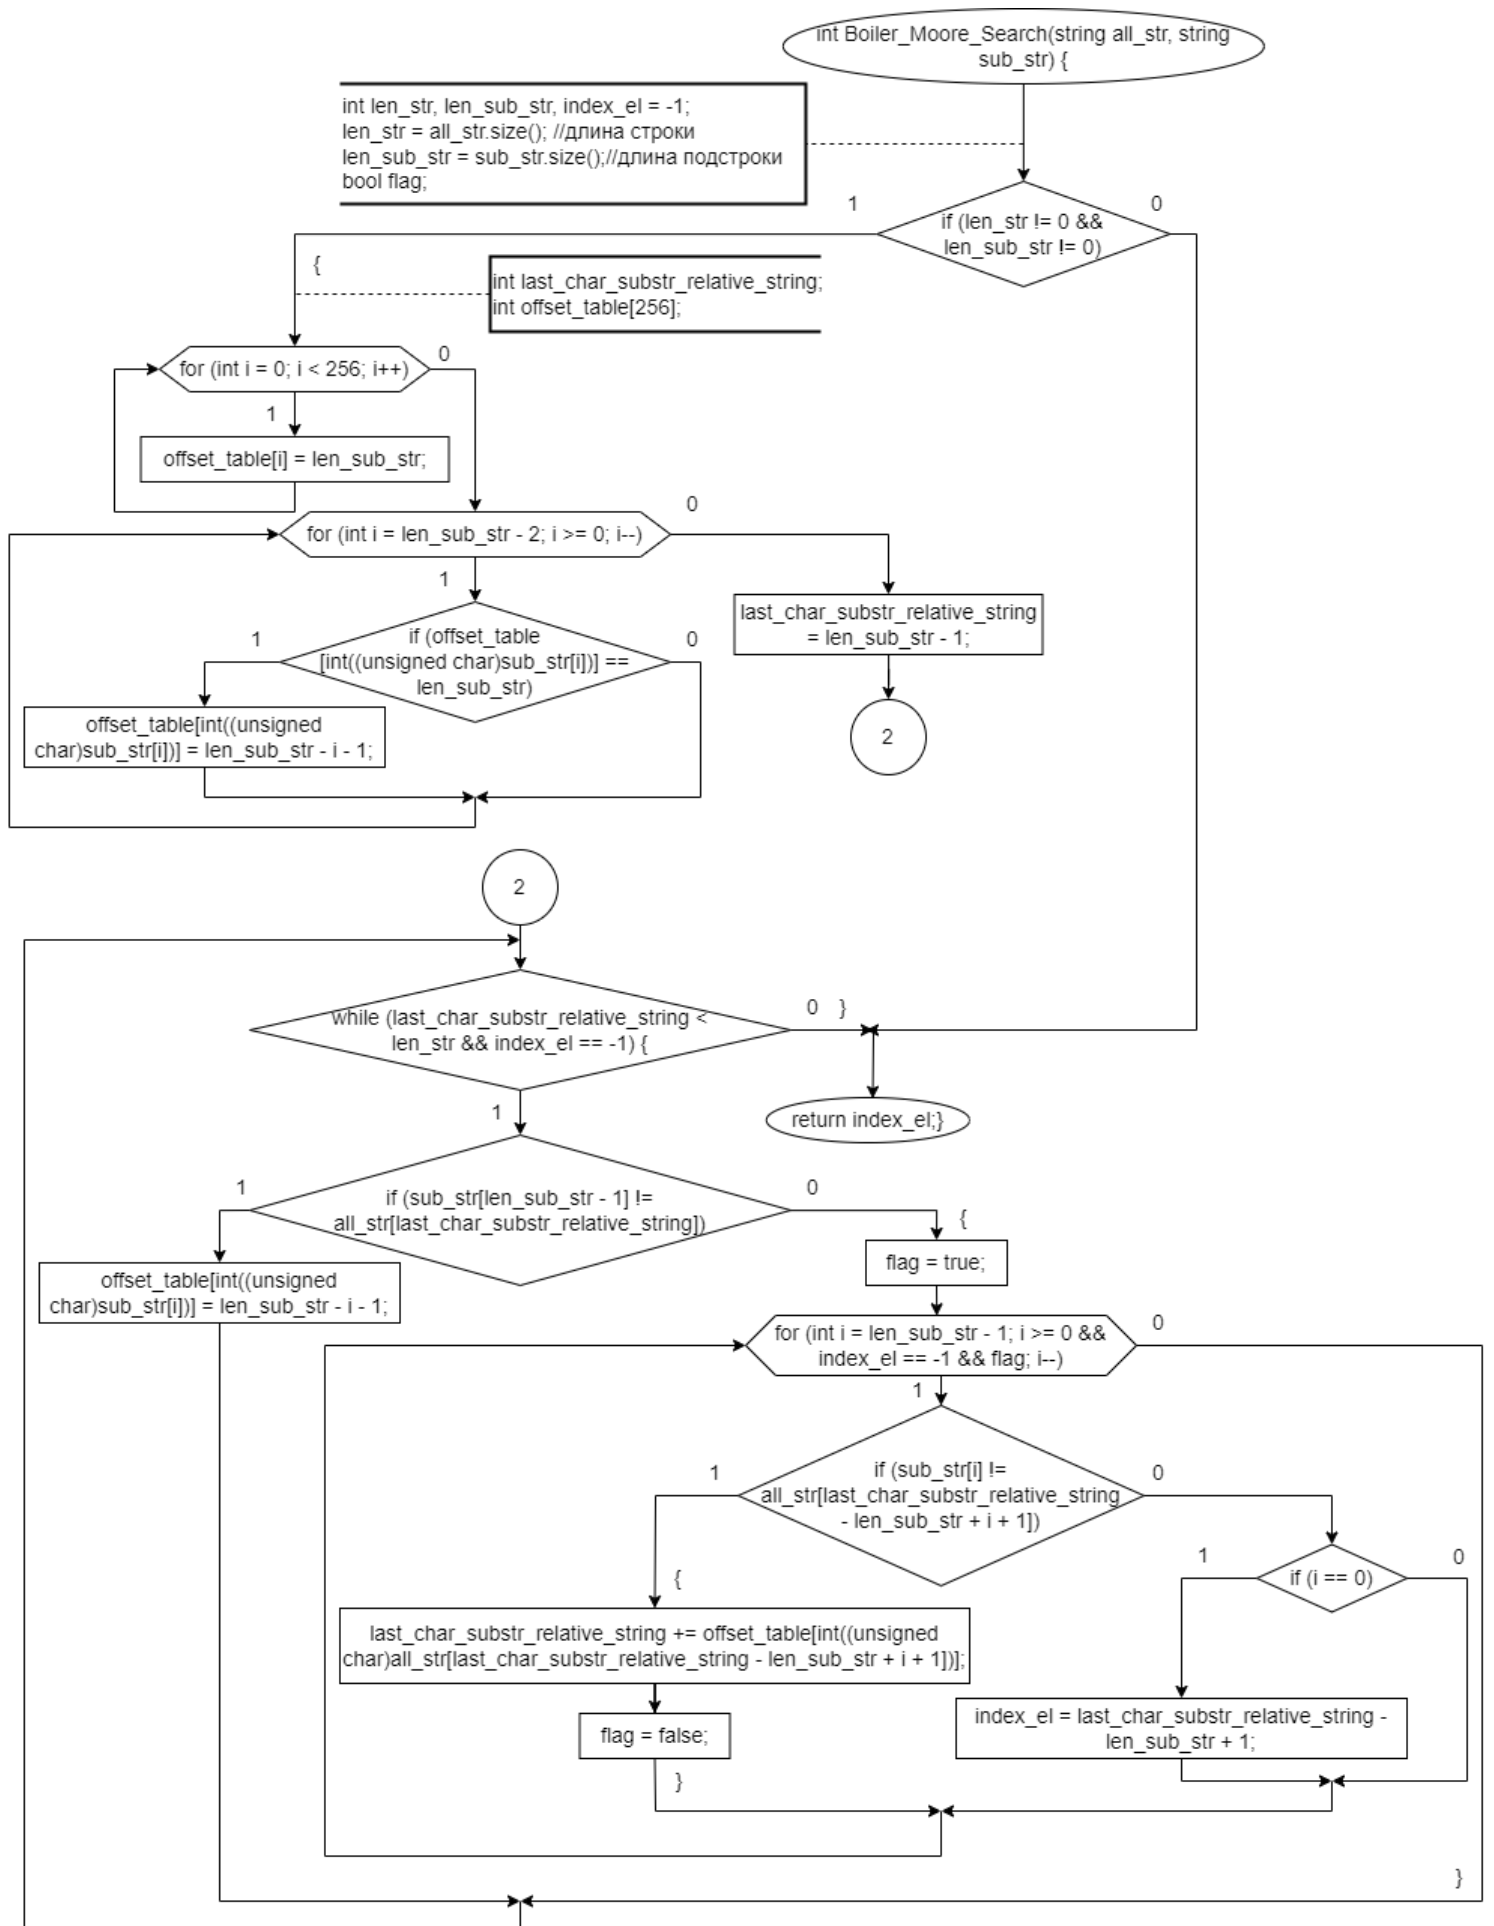 int Boiler_Moore_Search(string all_str, string
sub_str) {
int len_str, len_sub_str, index_el = -1;
len_str = all_str.size(); //длина строки
len_sub_str = sub_str.size();//длина подстроки
bool flag;
1
0
if (len_str != 0 &&
len_sub_str != 0)
{
int last_char_substr_relative_string;
int offset_table[256];
for (int i = 0; i < 256; i++)
0
1
offset_table[i] = len_sub_str;
0
for (int i = len_sub_str - 2; i >= 0; i--)
1
1
0
if (offset_table
[int((unsigned char)sub_str[i])] ==
len_sub_str)
last_char_substr_relative_string
= len_sub_str - 1;
offset_table[int((unsigned
char)sub_str[i])] = len_sub_str - i - 1;
2
2
while (last_char_substr_relative_string <
len_str && index_el == -1) {
0 }
1
return index_el;}
1
0
if (sub_str[len_sub_str - 1] !=
all_str[last_char_substr_relative_string])
{
offset_table[int((unsigned
char)sub_str[i])] = len_sub_str - i - 1;
flag = true;
for (int i = len_sub_str - 1; i >= 0 &&
index_el == -1 && flag; i--)
0
1
1
0
if (sub_str[i] !=
all_str[last_char_substr_relative_string
- len_sub_str + i + 1])
{
1
0
if (i == 0)
last_char_substr_relative_string += offset_table[int((unsigned
char)all_str[last_char_substr_relative_string - len_sub_str + i + 1])];
flag = false;
}
index_el = last_char_substr_relative_string -
len_sub_str + 1;
}